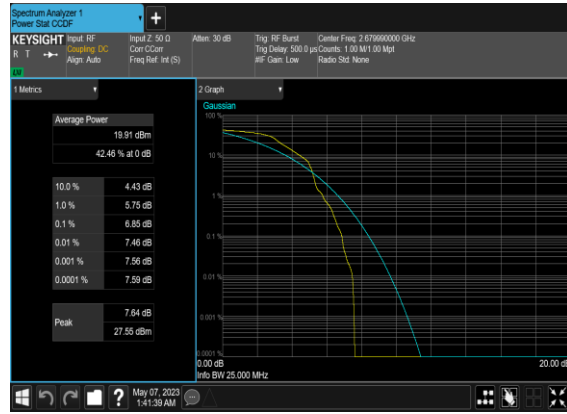 Spectrum Analyzer 1
Power Stat CCDF
KEYSIGHT
R T
Input: RF
Coupling: DC
Align: Auto
Input Z: 50 Ω
Corr CCorr
Freq Ref: Int (S)
Atten: 30 dB
Trig: RF Burst
Trig Delay: 500.0 µs
#IF Gain: Low
Center Freq: 2.679990000 GHz
Counts: 1.00 M/1.00 Mpt
Radio Std: None
1 Metrics
Average Power
19.91 dBm
42.46 % at 0 dB
10.0 % 4.43 dB
1.0 % 5.75 dB
0.1 % 6.85 dB
0.01 % 7.46 dB
0.001 % 7.56 dB
0.0001 % 7.59 dB
Peak
7.64 dB
27.55 dBm
2 Graph
Gaussian
100 %
10 %
1 %
0.1 %
0.01 %
0.001 %
0.0001 %
0.00 dB
20.00 dB
Info BW 25.000 MHz
?
May 07, 2023
1:41:39 AM